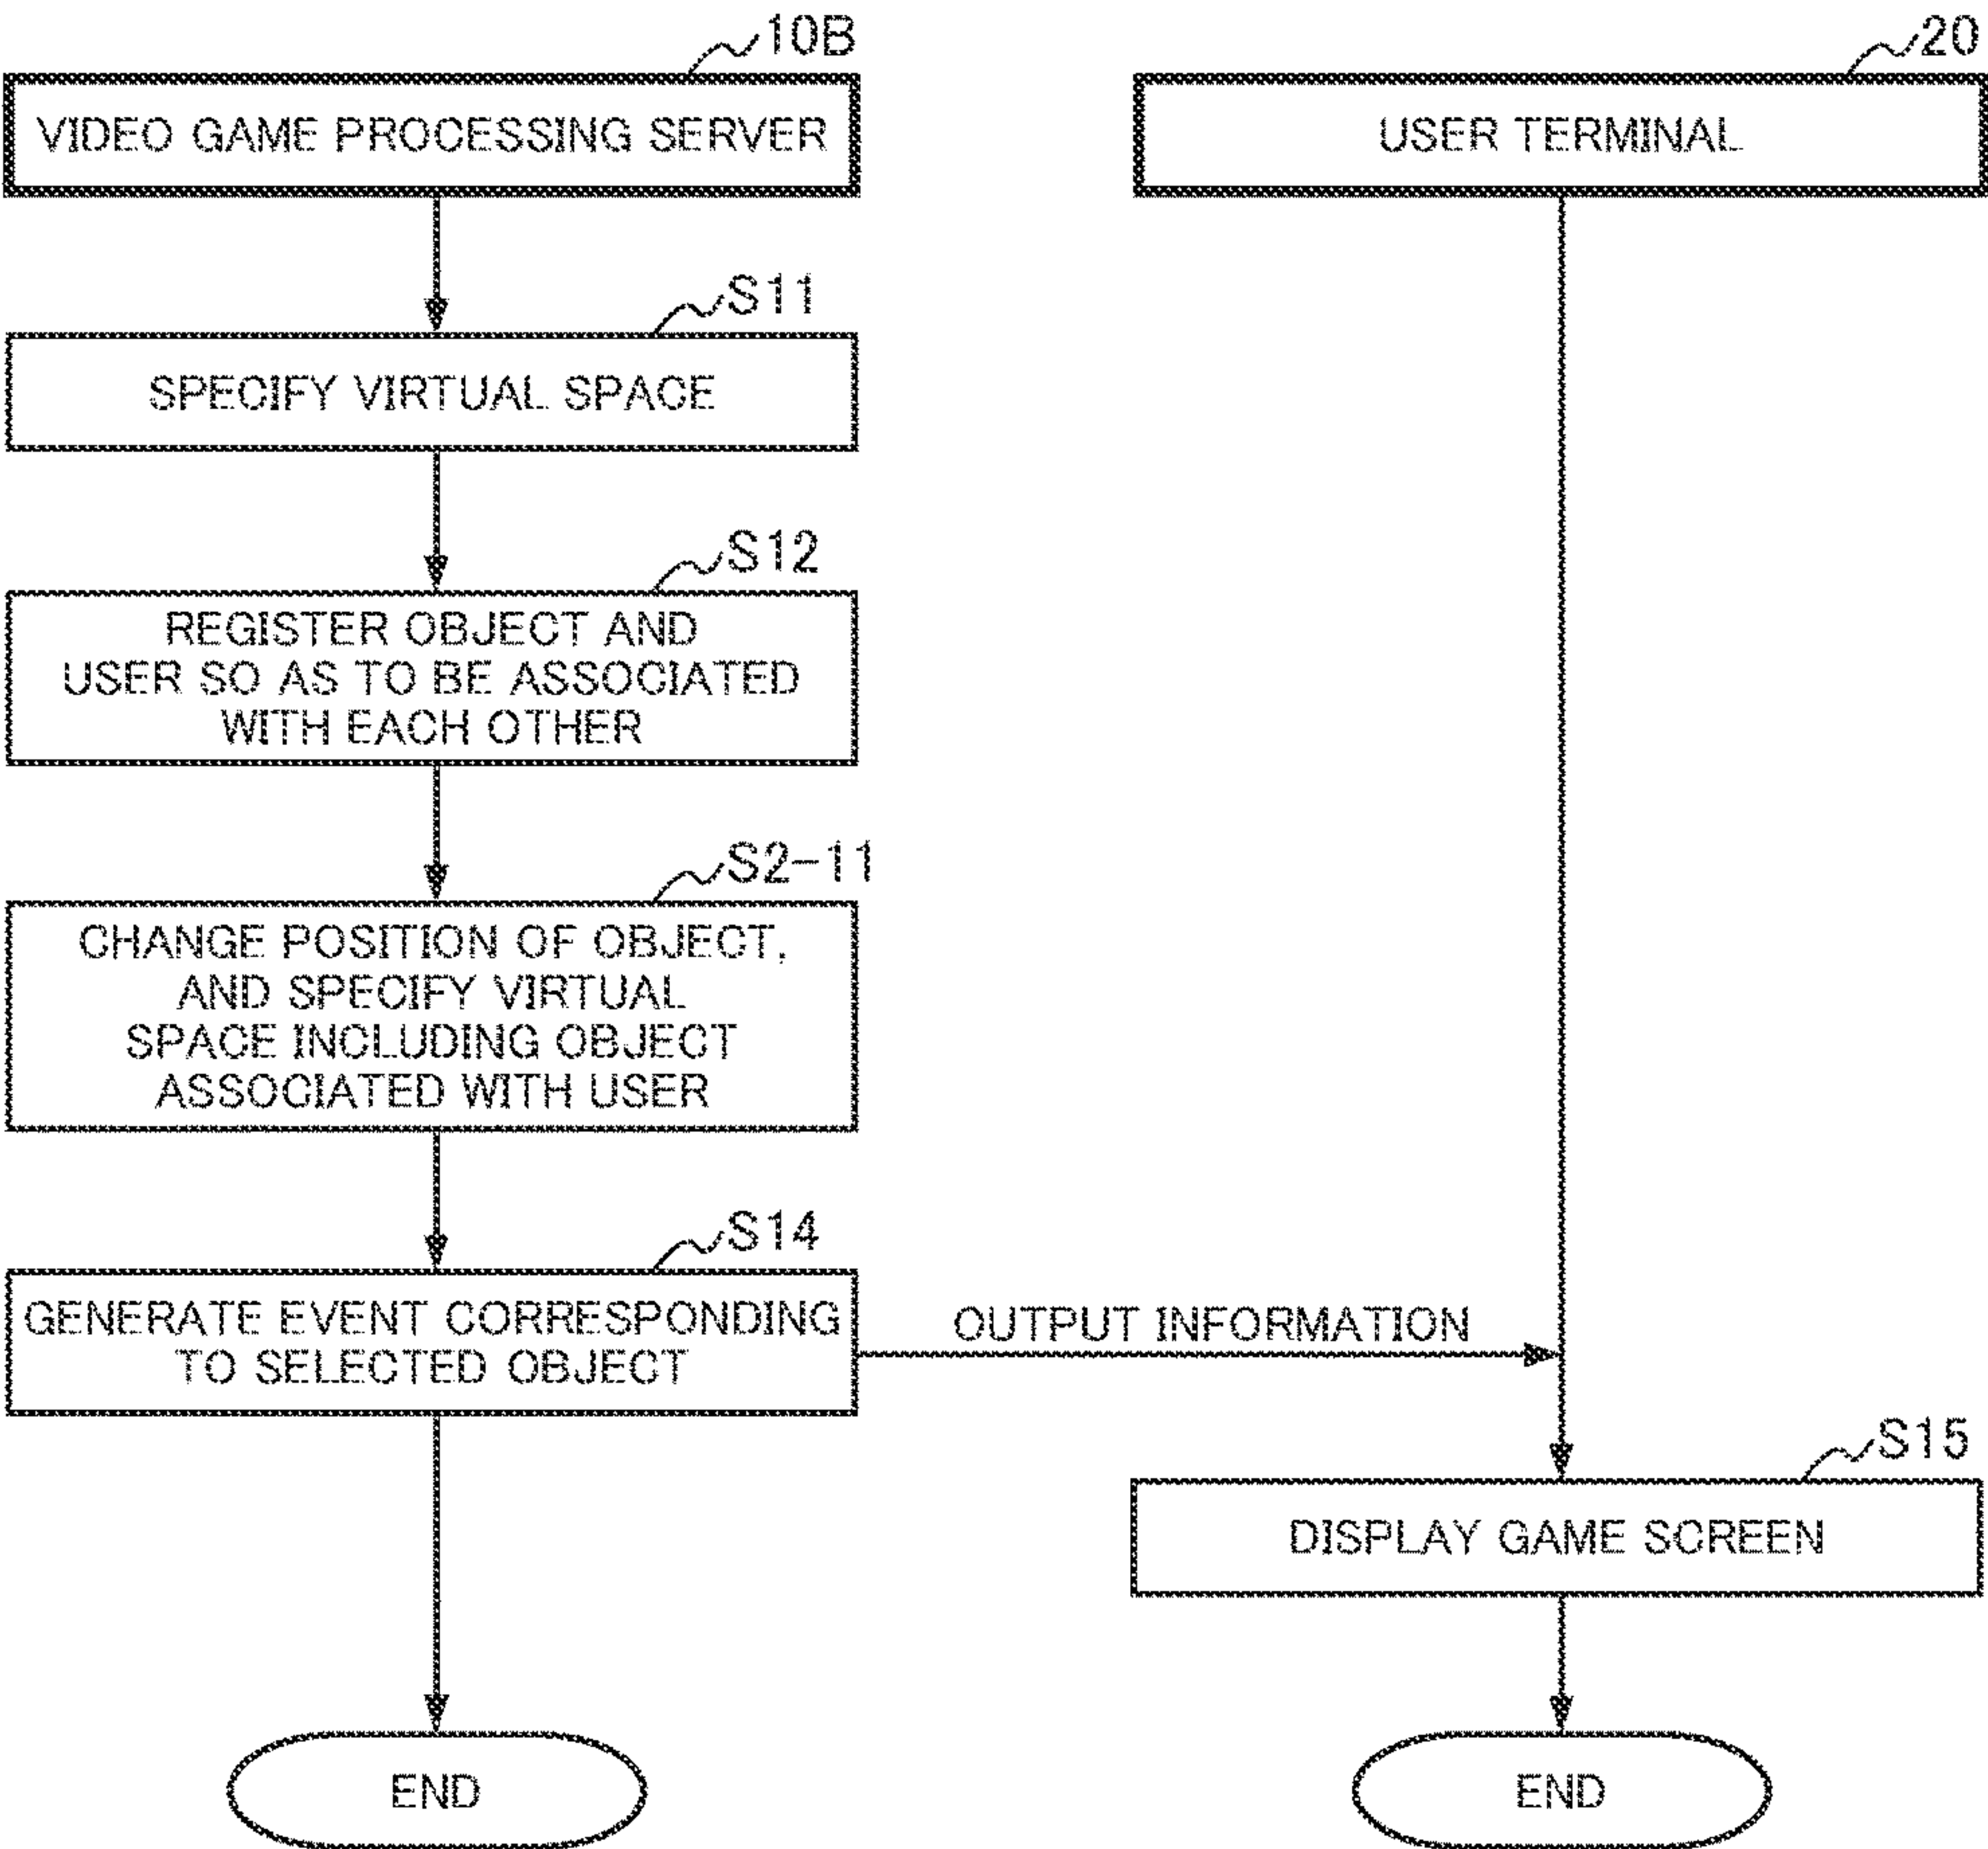 10B
VIDEO GAME PROCESSING SERVER
20
USER TERMINAL
S11
SPECIFY VIRTUAL SPACE
S12
REGISTER OBJECT AND
USER SO AS TO BE ASSOCIATED
WITH EACH OTHER
S2-11
CHANGE POSITION OF OBJECT,
AND SPECIFY VIRTUAL
SPACE INCLUDING OBJECT
ASSOCIATED WITH USER
S14
GENERATE EVENT CORRESPONDING
TO SELECTED OBJECT
OUTPUT INFORMATION
S15
DISPLAY GAME SCREEN
END
END